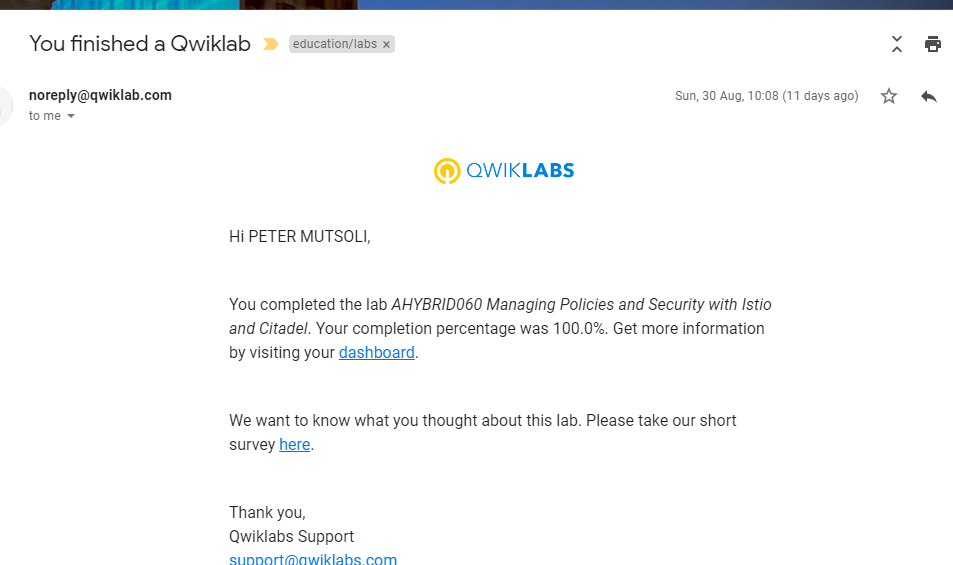 You finished a Qwiklab
education/labs ×
noreply@qwiklab.com
Sun, 30 Aug, 10:08 (11 days ago)
to me
QWIKLABS
Hi PETER MUTSOLI,
You completed the lab AHYBRID060 Managing Policies and Security with Istio
and Citadel. Your completion percentage was 100.0%. Get more information
by visiting your dashboard.
We want to know what you thought about this lab. Please take our short
survey here.
Thank you,
Qwiklabs Support
support@qwiklabs.com